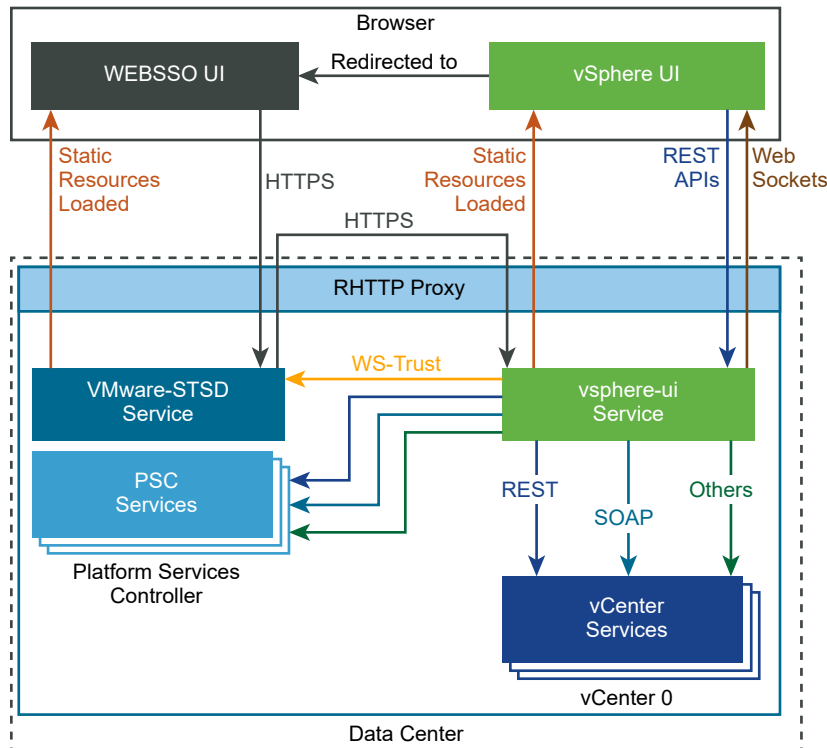 Browser
WEBSSO UI
Redirected to
vSphere UI
Static
Resources
Loaded
HTTPS
Static
Resources
Loaded
REST
APIs
Web
Sockets
HTTPS
RHTTP Proxy
VMware-STSD
Service
WS-Trust
vsphere-ui
Service
PSC
Services
Platform Services
Controller
REST
SOAP
Others
vCenter
Services
vCenter 0
Data Center